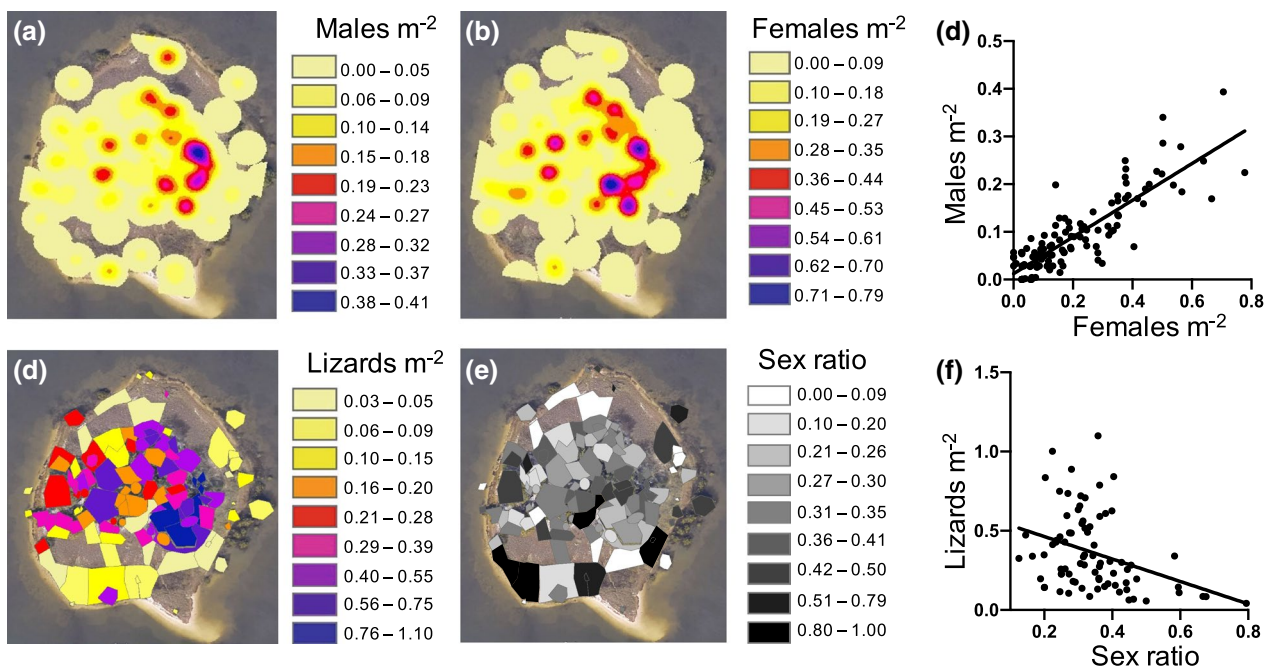 (a)
Males m-2
0.00 – 0.05
0.06 – 0.09
0.10 – 0.14
0.15 – 0.18
0.19 – 0.23
0.24 – 0.27
0.28 – 0.32
0.33 – 0.37
0.38 – 0.41
(b)
Females m-2
0.00 – 0.09
0.10 – 0.18
0.19 – 0.27
0.28 – 0.35
0.36 – 0.44
0.45 – 0.53
0.54 – 0.61
0.62 – 0.70
0.71 – 0.79
(d)
Males m-2
0.5
0.4
0.3
0.2
0.1
0.0
0.0 0.2 0.4 0.6 0.8
Females m-2
(d)
Lizards m-2
0.03 – 0.05
0.06 – 0.09
0.10 – 0.15
0.16 – 0.20
0.21 – 0.28
0.29 – 0.39
0.40 – 0.55
0.56 – 0.75
0.76 – 1.10
(e)
Sex ratio
0.00 – 0.09
0.10 – 0.20
0.21 – 0.26
0.27 – 0.30
0.31 – 0.35
0.36 – 0.41
0.42 – 0.50
0.51 – 0.79
0.80 – 1.00
(f)
Lizards m-2
1.5
1.0
0.5
0.0
0.2 0.4 0.6 0.8
Sex ratio